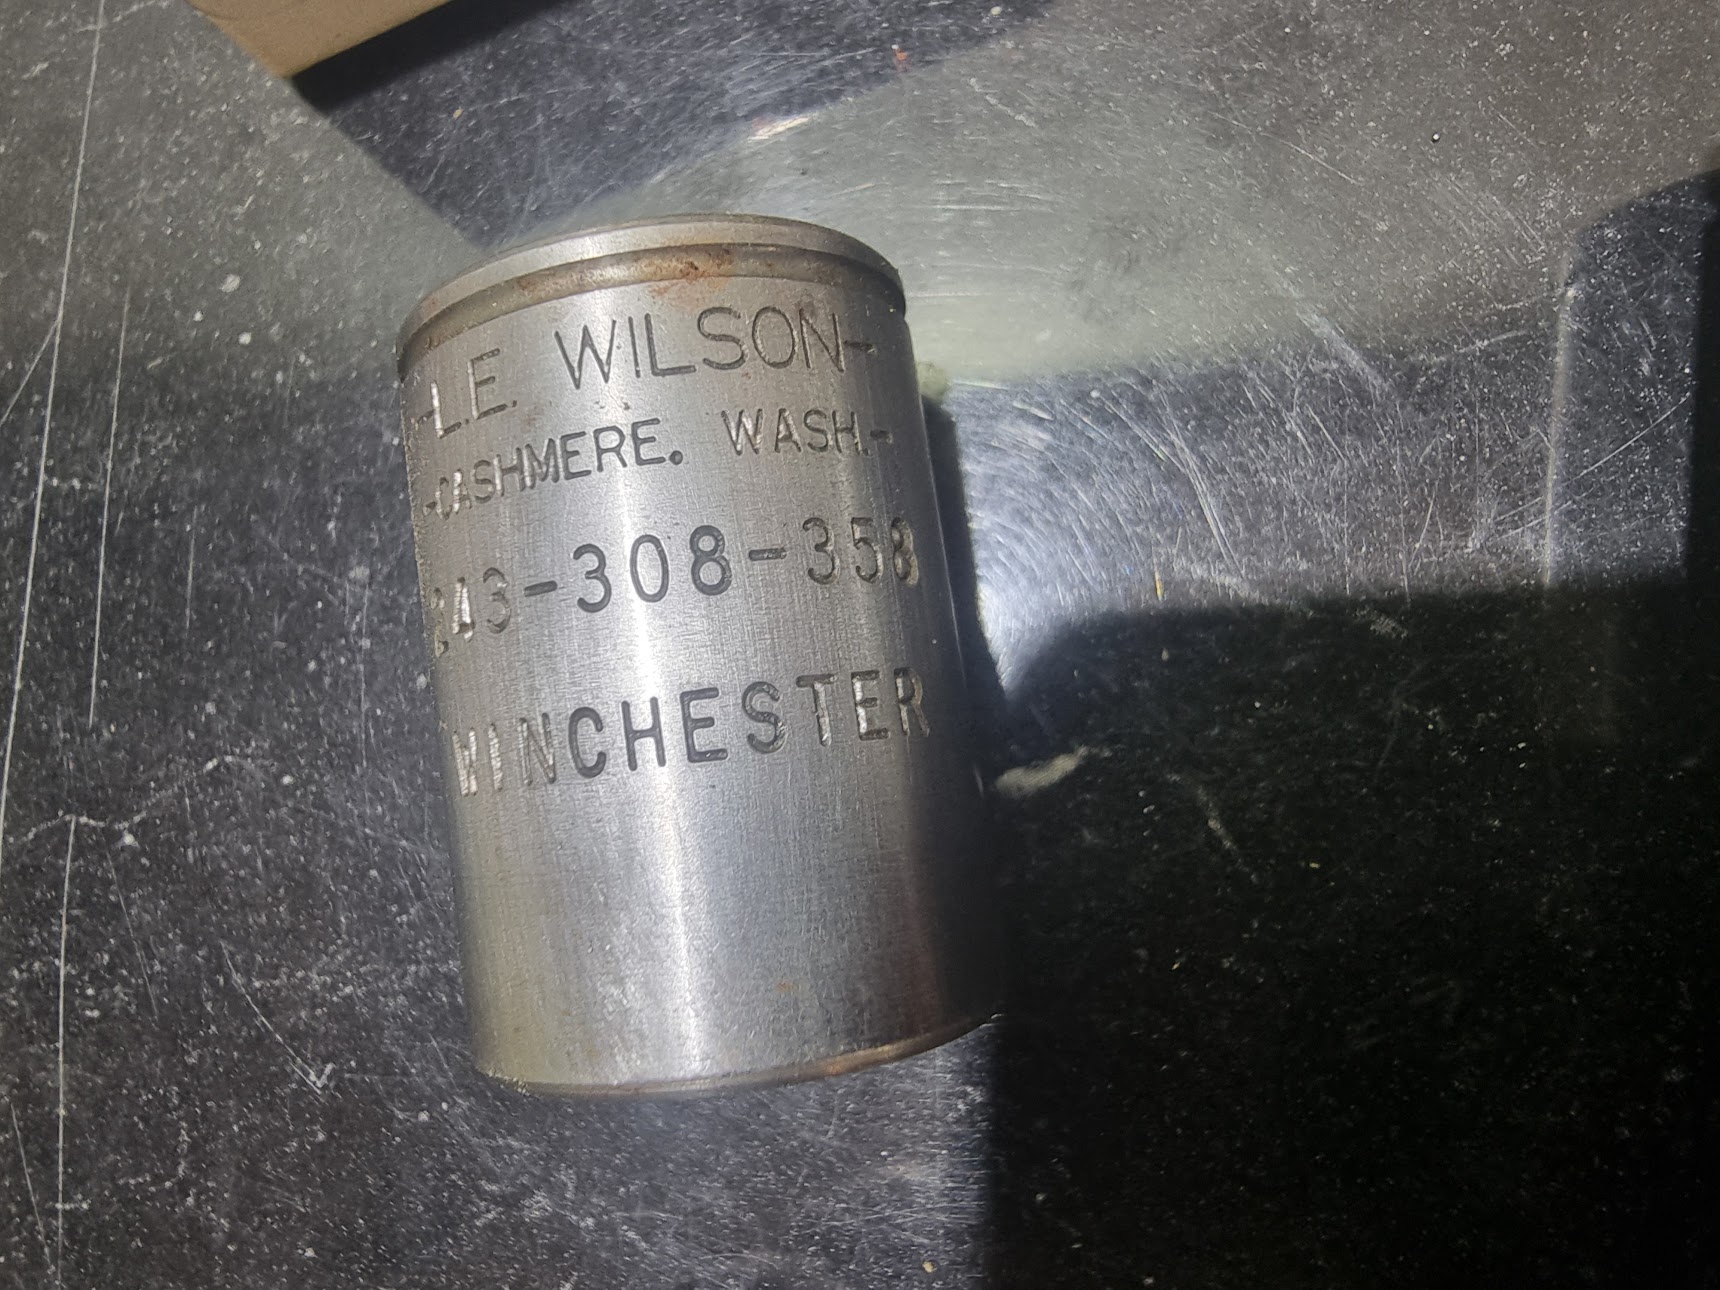 -L.E. WILSON-
-CASHMERE. WASH.-
243-308-358
WINCHESTER